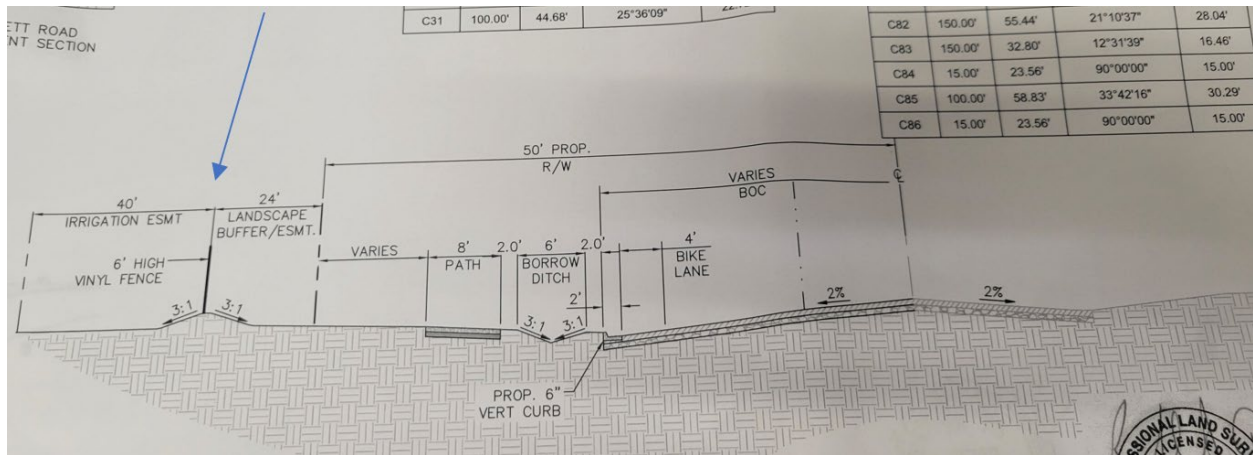 ETT ROAD
ENT SECTION
C31 100.00' 44.68' 25°36'09"
C82 150.00' 55.44' 21°10'37" 28.04'
C83 150.00' 32.80' 12°31'39" 16.46'
C84 15.00' 23.56' 90°00'00" 15.00'
C85 100.00' 58.83' 33°42'16" 30.29'
C86 15.00' 23.56' 90°00'00" 15.00'
50' PROP.
R/W
VARIES
BOC
℄
40'
IRRIGATION ESMT
24'
LANDSCAPE
BUFFER/ESMT.
6' HIGH
VINYL FENCE
VARIES
8'
PATH
2.0'
6'
BORROW
DITCH
2.0'
4'
BIKE
LANE
2'
3:1
3:1
3:1
3:1
2%
2%
PROP. 6"
VERT CURB
SIONAL LAND SUR
LICENSED